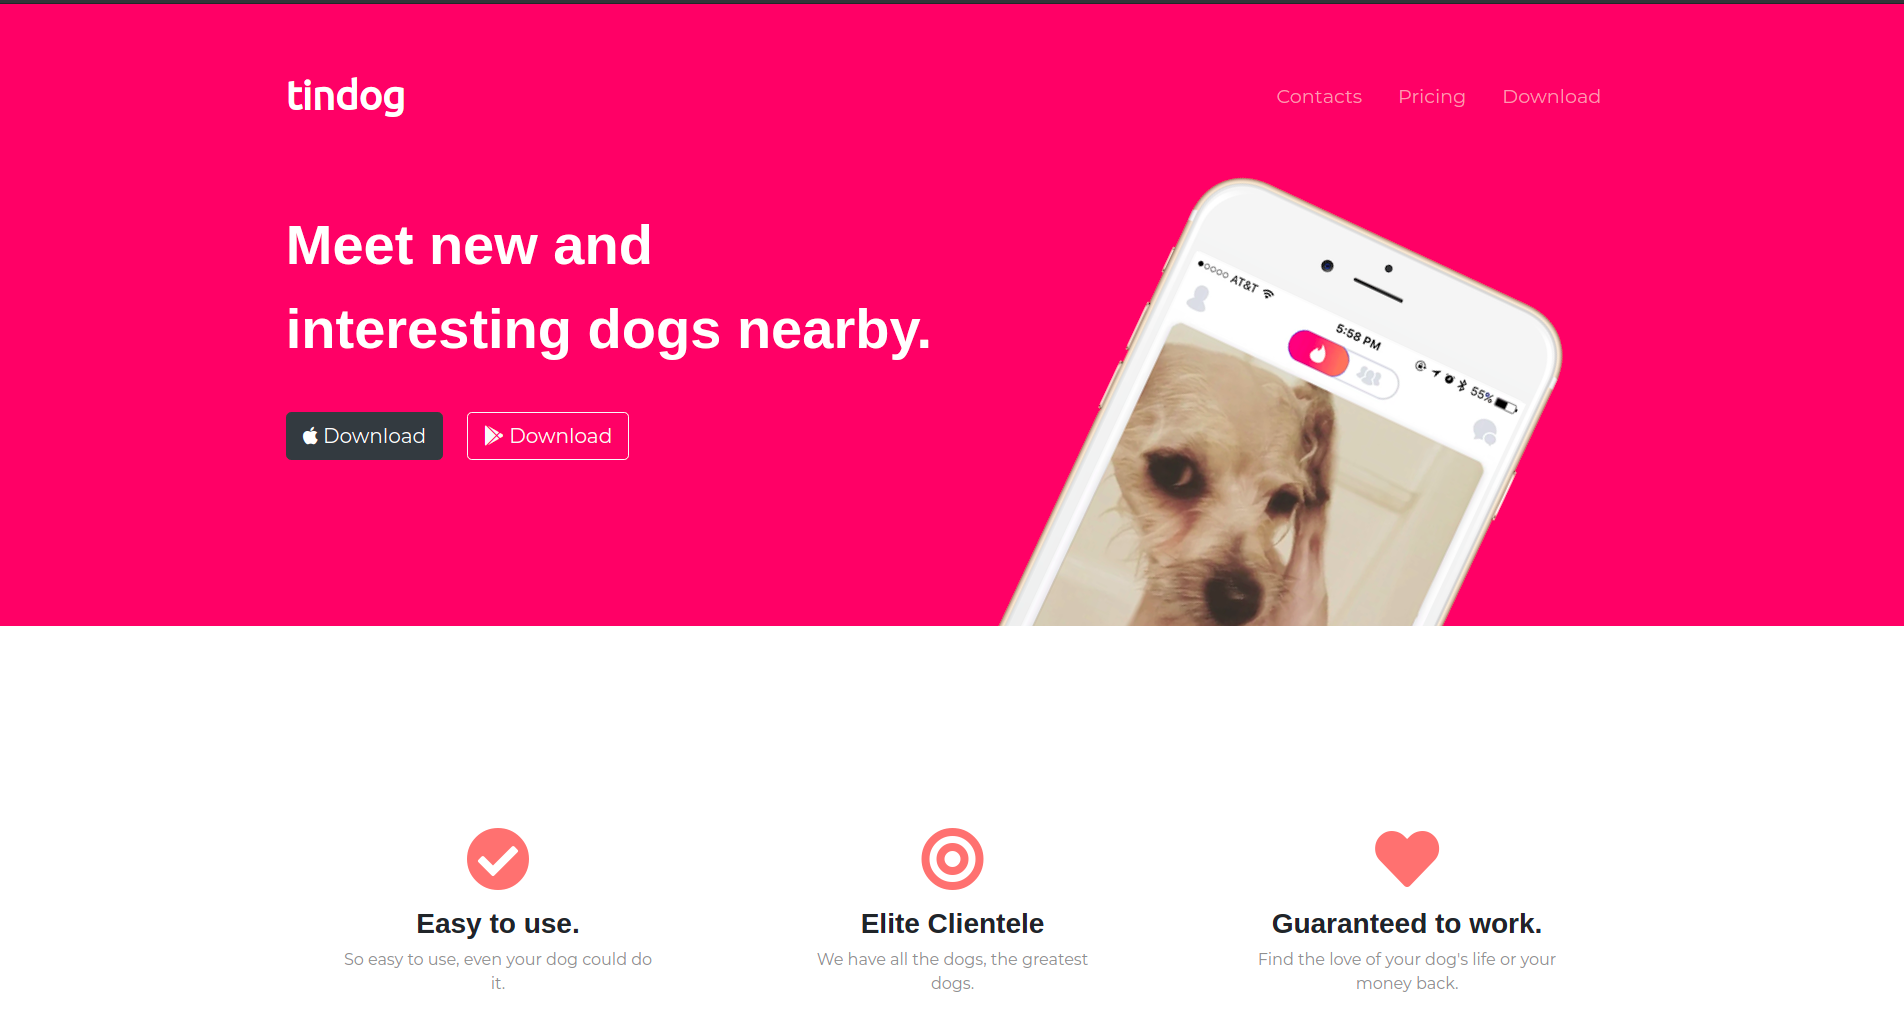 tindog
Contacts Pricing Download
Meet new and
interesting dogs nearby.
Download Download
AT&T
5:58 PM
55%
Easy to use.
So easy to use, even your dog could do
it.
Elite Clientele
We have all the dogs, the greatest
dogs.
Guaranteed to work.
Find the love of your dog's life or your
money back.